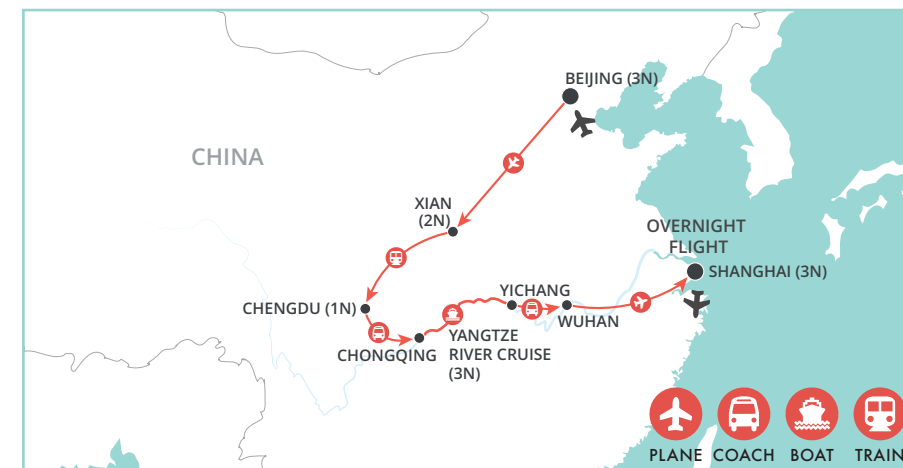 BEIJING (3N)
CHINA
XIAN
(2N)
OVERNIGHT
FLIGHT
SHANGHAI (3N)
YICHANG
CHENGDU (1N)
WUHAN
CHONGQING
YANGTZE
RIVER CRUISE
(3N)
PLANE COACH BOAT TRAIN